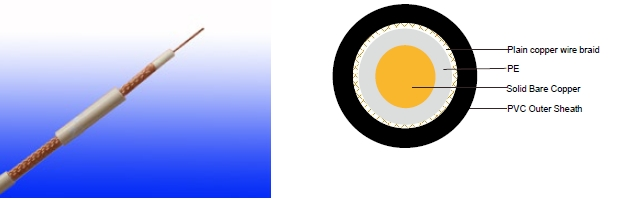 Plain copper wire braid
PE
Solid Bare Copper
PVC Outer Sheath